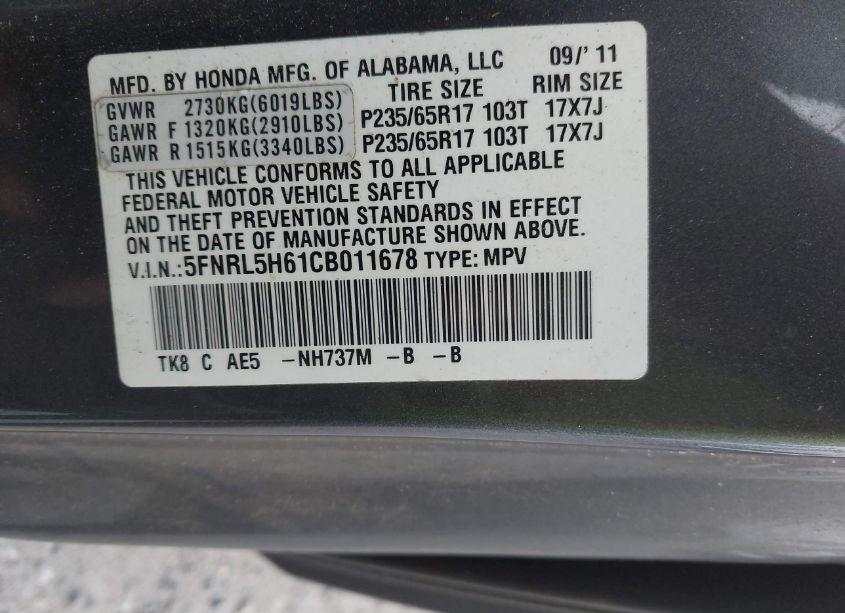 MFD. BY HONDA MFG. OF ALABAMA, LLC 09/' 11
TIRE SIZE RIM SIZE
GVWR 2730KG(6019LBS)
GAWR F 1320KG(2910LBS) P235/65R17 103T 17X7J
GAWR R 1515KG(3340LBS) P235/65R17 103T 17X7J
THIS VEHICLE CONFORMS TO ALL APPLICABLE
FEDERAL MOTOR VEHICLE SAFETY
AND THEFT PREVENTION STANDARDS IN EFFECT
ON THE DATE OF MANUFACTURE SHOWN ABOVE.
V.I.N.:5FNRL5H61CB011678 TYPE: MPV
TK8 C AE5 -NH737M -B -B